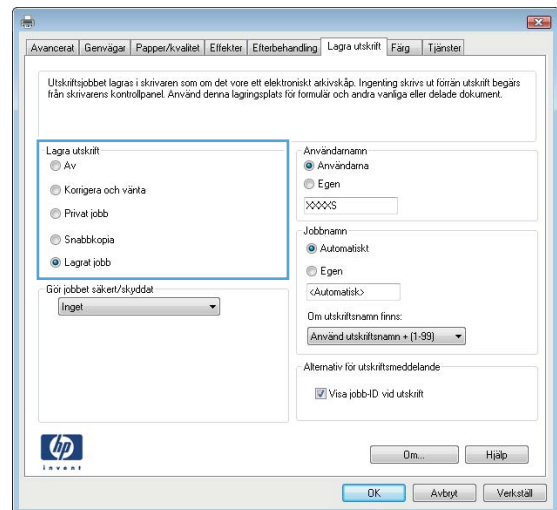 Avancerat Genvägar Papper/kvalitet Effekter Efterbehandling Lagra utskrift Färg Tjänster
Utskriftsjobbet lagras i skrivaren som om det vore ett elektroniskt arkivskåp. Ingenting skrivs ut förrän utskrift begärs
från skrivarens kontrollpanel. Använd denna lagringsplats för formulär och andra vanliga eller delade dokument.
Lagra utskrift
Av
Korrigera och vänta
Privat jobb
Snabbkopia
Lagrat jobb
Gör jobbet säkert/skyddat
Inget
Användarnamn
Användarna
Egen
XXXXS
Jobbnamn
Automatiskt
Egen
<Automatisk>
Om utskriftsnamn finns:
Använd utskriftsnamn + (1-99)
Alternativ för utskriftsmeddelande
Visa jobb-ID vid utskrift
hp
invent
Om... Hjälp
OK Avbryt Verkställ